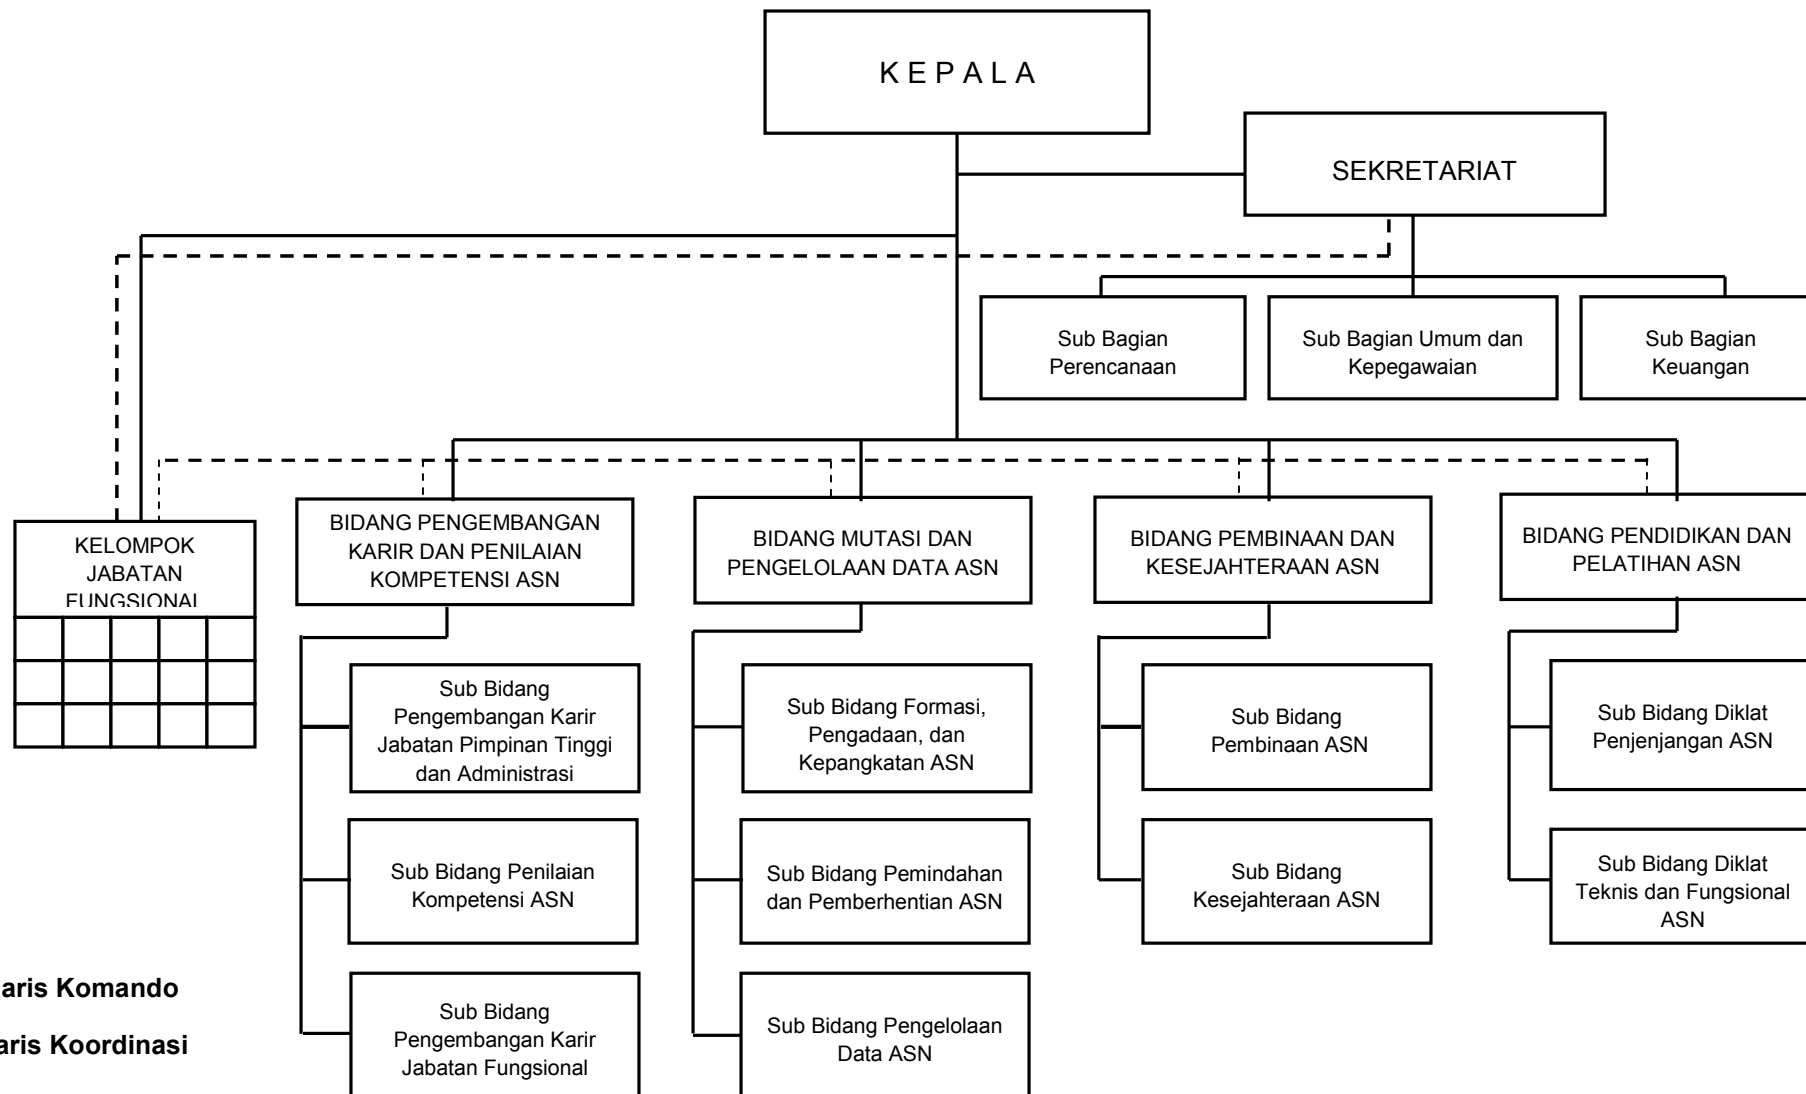 K E P A L A
SEKRETARIAT
Sub Bagian
Perencanaan
Sub Bagian Umum dan
Kepegawaian
Sub Bagian
Keuangan
KELOMPOK
JABATAN
FUNGSIONAL
BIDANG PENGEMBANGAN
KARIR DAN PENILAIAN
KOMPETENSI ASN
BIDANG MUTASI DAN
PENGELOLAAN DATA ASN
BIDANG PEMBINAAN DAN
KESEJAHTERAAN ASN
BIDANG PENDIDIKAN DAN
PELATIHAN ASN
Sub Bidang
Pengembangan Karir
Jabatan Pimpinan Tinggi
dan Administrasi
Sub Bidang Formasi,
Pengadaan, dan
Kepangkatan ASN
Sub Bidang
Pembinaan ASN
Sub Bidang Diklat
Penjenjangan ASN
Sub Bidang Penilaian
Kompetensi ASN
Sub Bidang Pemindahan
dan Pemberhentian ASN
Sub Bidang
Kesejahteraan ASN
Sub Bidang Diklat
Teknis dan Fungsional
ASN
Sub Bidang
Pengembangan Karir
Jabatan Fungsional
Sub Bidang Pengelolaan
Data ASN
aris Komando
aris Koordinasi